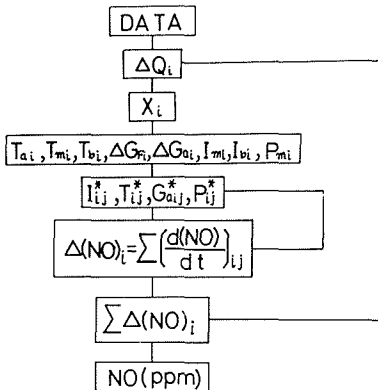 DATA
ΔQi
Xi
Tai, Tmi, Tbi, ΔGFi, ΔGai, Imi, Ibi, Pmi
I*ij, T*ij, G*aij, P*ij
Δ(NO)i=Σ(d(NO)/dt)ij
ΣΔ(NO)i
NO(ppm)